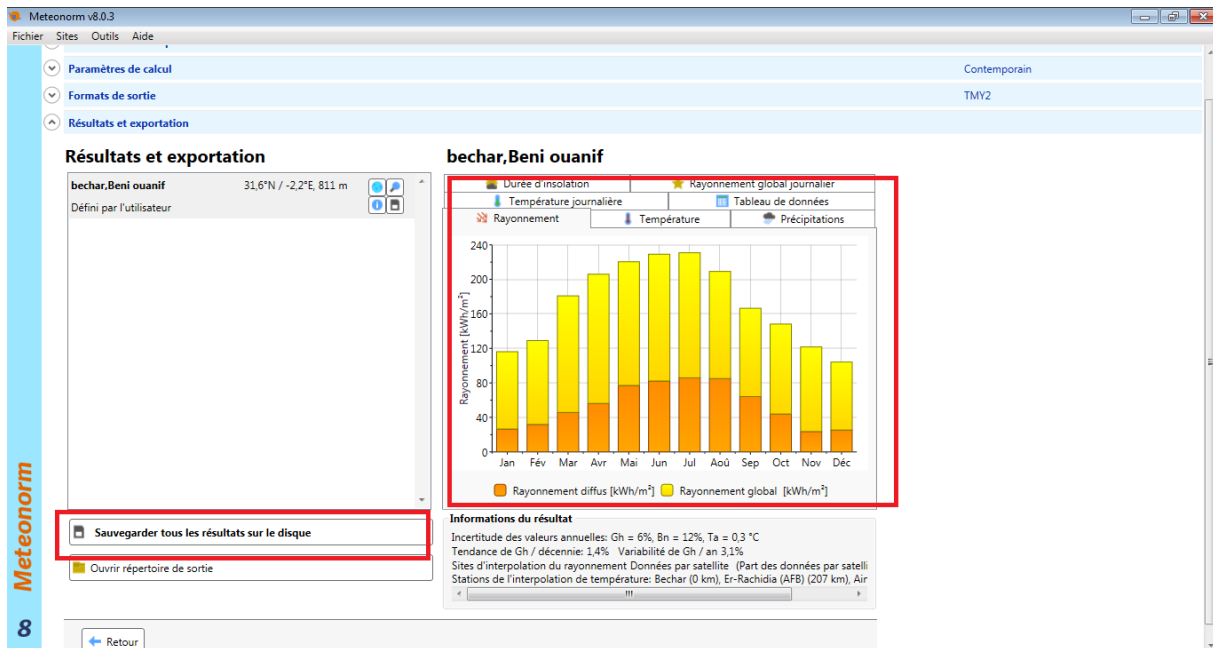 Meteonorm v8.0.3
Fichier Sites Outils Aide
Paramètres de calcul Contemporain
Formats de sortie TMY2
Résultats et exportation
Résultats et exportation
bechar,Beni ouanif 31,6°N / -2,2°E, 811 m
Défini par l'utilisateur
Sauvegarder tous les résultats sur le disque
Ouvrir répertoire de sortie
Retour
bechar,Beni ouanif
Durée d'insolation Rayonnement global journalier
Température journalière Tableau de données
Rayonnement Température Précipitations
Rayonnement [kWh/m²]
240
200
160
120
80
40
0
Jan Fév Mar Avr Mai Jun Jul Aoû Sep Oct Nov Déc
Rayonnement diffus [kWh/m²] Rayonnement global [kWh/m²]
Informations du résultat
Incertitude des valeurs annuelles: Gh = 6%, Bn = 12%, Ta = 0,3 °C
Tendance de Gh / décennie: 1,4% Variabilité de Gh / an 3,1%
Sites d'interpolation du rayonnement Données par satellite (Part des données par satelli
Stations de l'interpolation de température: Bechar (0 km), Er-Rachidia (AFB) (207 km), Air
Meteonorm
8